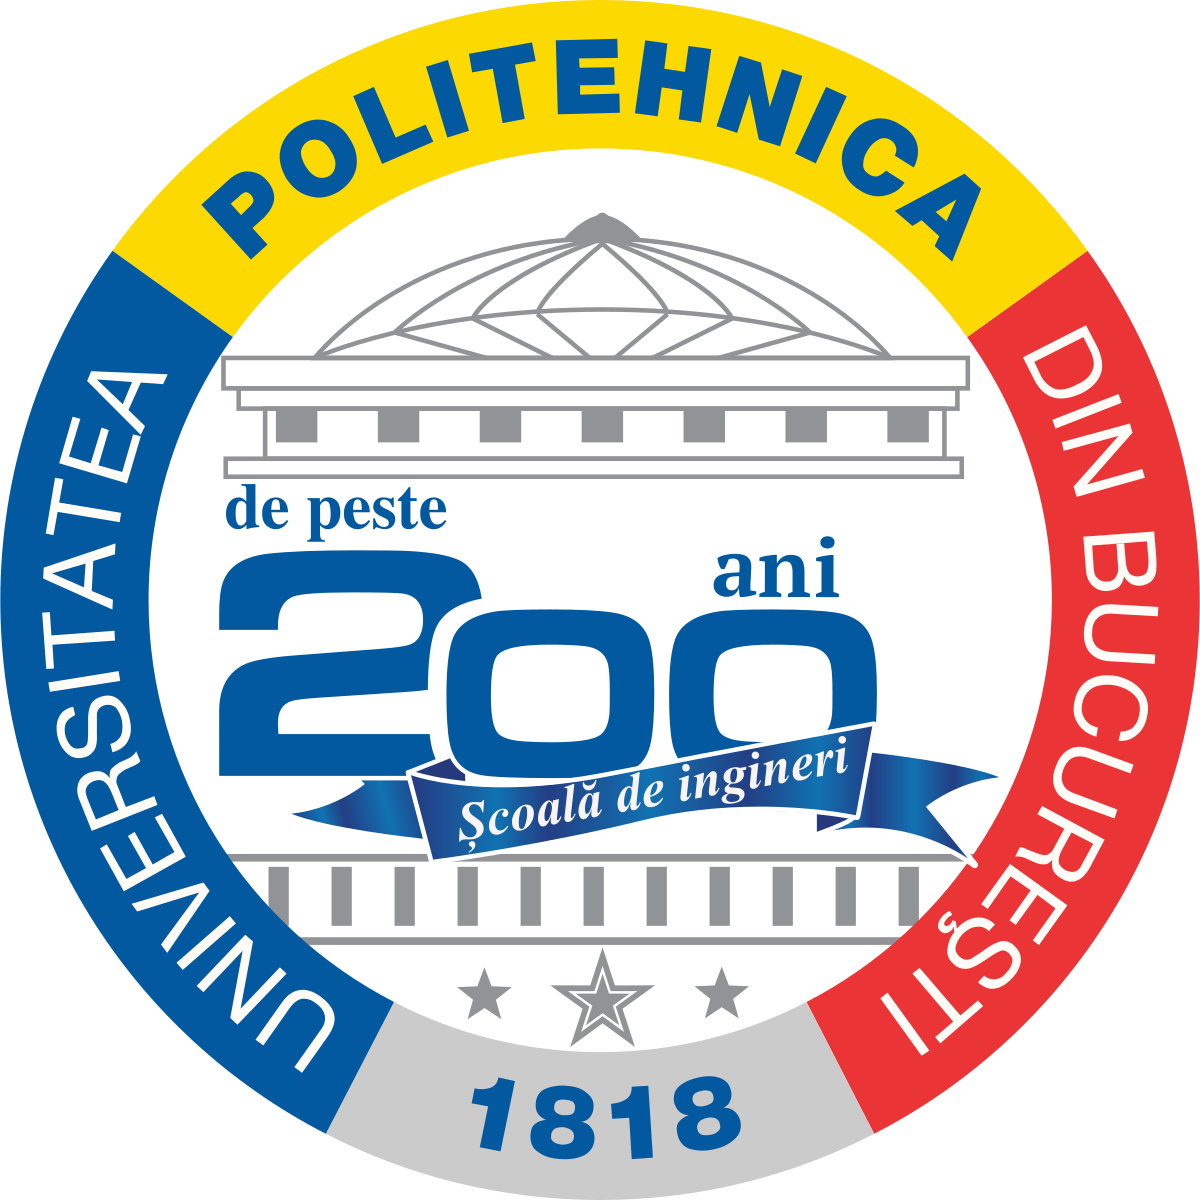 UNIVERSITATEA
POLITEHNICA
DIN BUCUREȘTI
de peste
200 ani
Școală de ingineri
1818